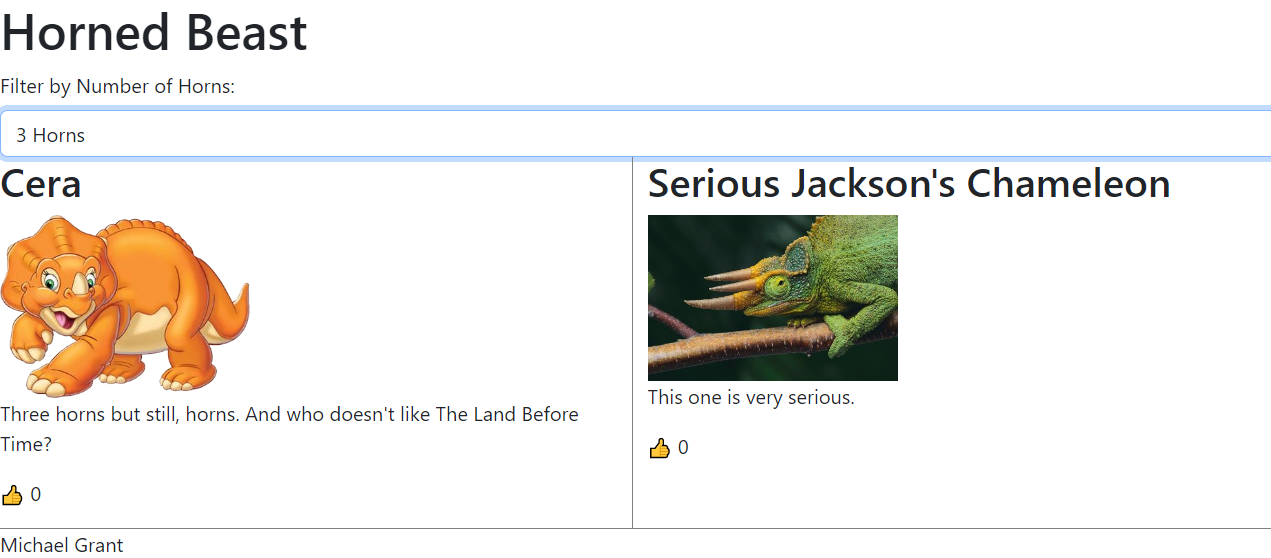 Horned Beast
Filter by Number of Horns:
3 Horns
Cera
Three horns but still, horns. And who doesn't like The Land Before
Time?
👍 0
Serious Jackson's Chameleon
This one is very serious.
👍 0
Michael Grant